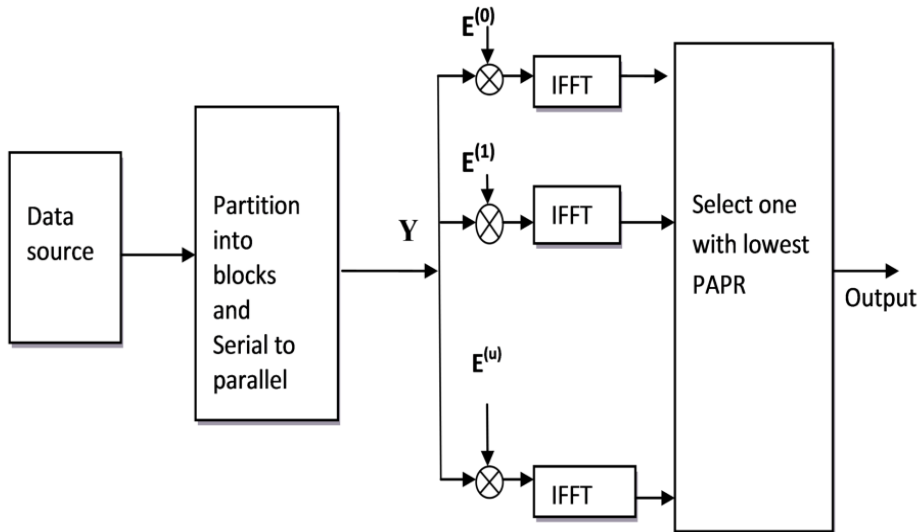 Data
source
Partition
into
blocks
and
Serial to
parallel
Y
E(0)
IFFT
E(1)
IFFT
E(u)
IFFT
Select one
with lowest
PAPR
Output